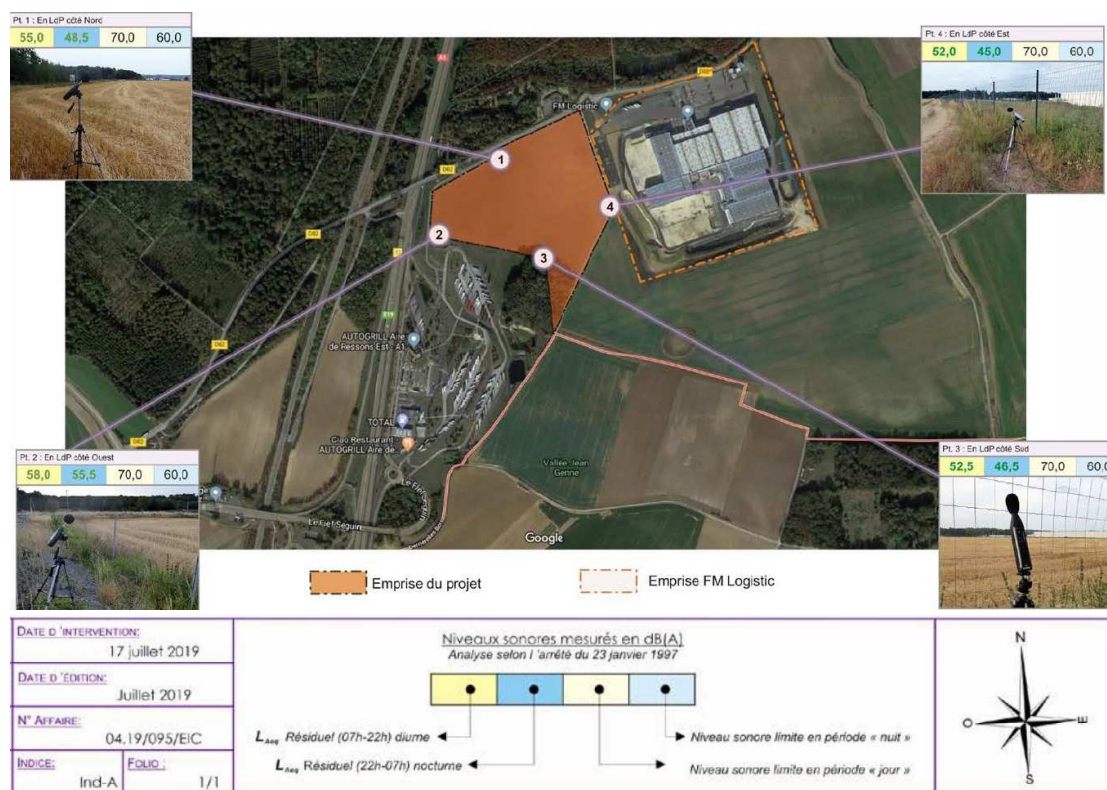 Pt. 1 : En LdP côté Nord
55,0 48,5 70,0 60,0
Pt. 4 : En LdP côté Est
52,0 45,0 70,0 60,0
A1
D82
FM Logistic
1
D82
4
2
3
D82
E19
AUTOGRILL Aire
de Ressons Est - A1
D82
TOTAL
AUTOGRILL Aire de...
D82
Vallée Jean
Genne
Pt. 2 : En LdP côté Ouest
58,0 55,5 70,0 60,0
Pt. 3 : En LdP côté Sud
52,5 46,5 70,0 60,0
Le Fief Seguin
Google
Emprise du projet
Emprise FM Logistic
DATE D'INTERVENTION:
17 juillet 2019
DATE D'ÉDITION:
Juillet 2019
N° AFFAIRE:
04.19/095/EIC
INDICE:
Ind-A
FOLIO :
1/1
Niveaux sonores mesurés en dB(A)
Analyse selon l'arrêté du 23 janvier 1997
LAeq Résiduel (07h-22h) diurne
Niveau sonore limite en période « nuit »
LAeq Résiduel (22h-07h) nocturne
Niveau sonore limite en période « jour »
N
O
E
S